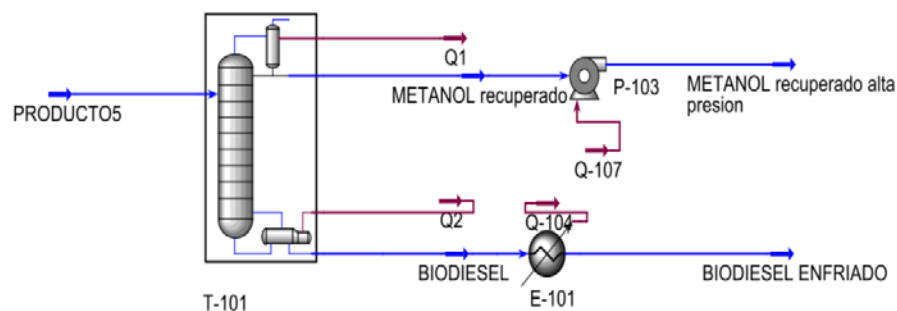 Q1
PRODUCTO5
METANOL recuperado
P-103
METANOL recuperado alta
presion
Q-107
Q2
Q-104
BIODIESEL
BIODIESEL ENFRIADO
E-101
T-101